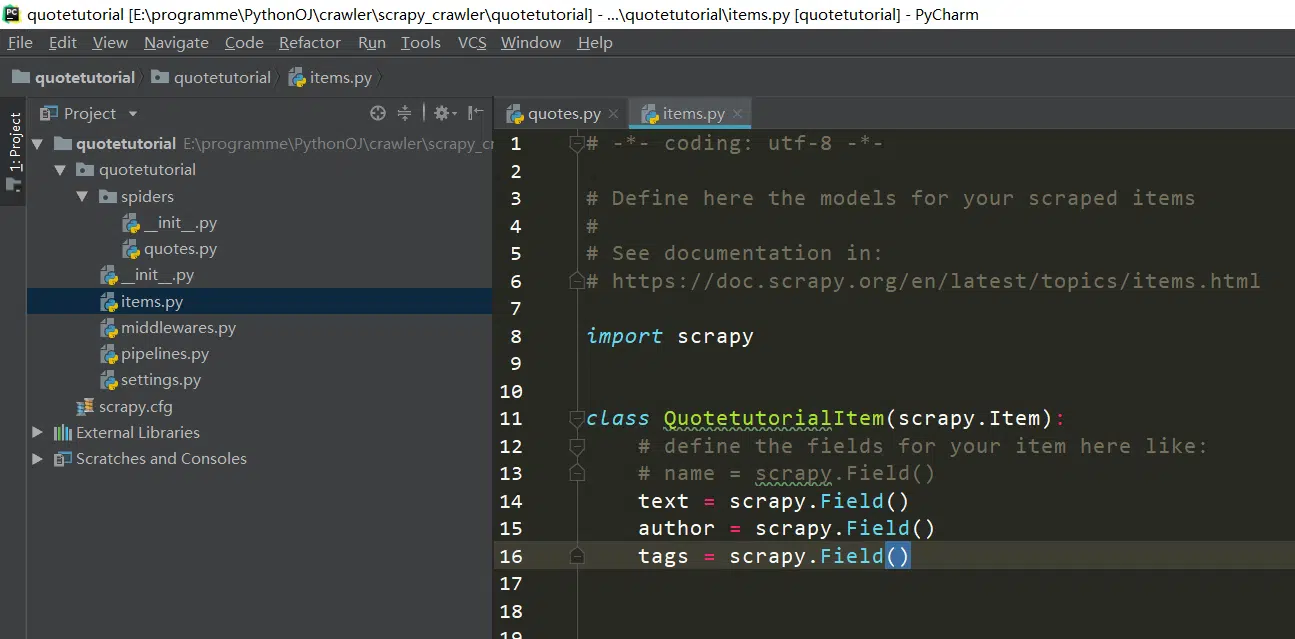 quotetutorial [E:\programme\PythonOJ\crawler\scrapy_crawler\quotetutorial] - ...\quotetutorial\items.py [quotetutorial] - PyCharm
File Edit View Navigate Code Refactor Run Tools VCS Window Help
quotetutorial quotetutorial items.py
1: Project
Project
quotetutorial E:\programme\PythonOJ\crawler\scrapy_cr
quotetutorial
spiders
__init__.py
quotes.py
__init__.py
items.py
middlewares.py
pipelines.py
settings.py
scrapy.cfg
External Libraries
Scratches and Consoles
quotes.py items.py
1 # -*- coding: utf-8 -*-
2
3 # Define here the models for your scraped items
4 #
5 # See documentation in:
6 # https://doc.scrapy.org/en/latest/topics/items.html
7
8 import scrapy
9
10
11 class QuotetutorialItem(scrapy.Item):
12 # define the fields for your item here like:
13 # name = scrapy.Field()
14 text = scrapy.Field()
15 author = scrapy.Field()
16 tags = scrapy.Field()
17
18
19